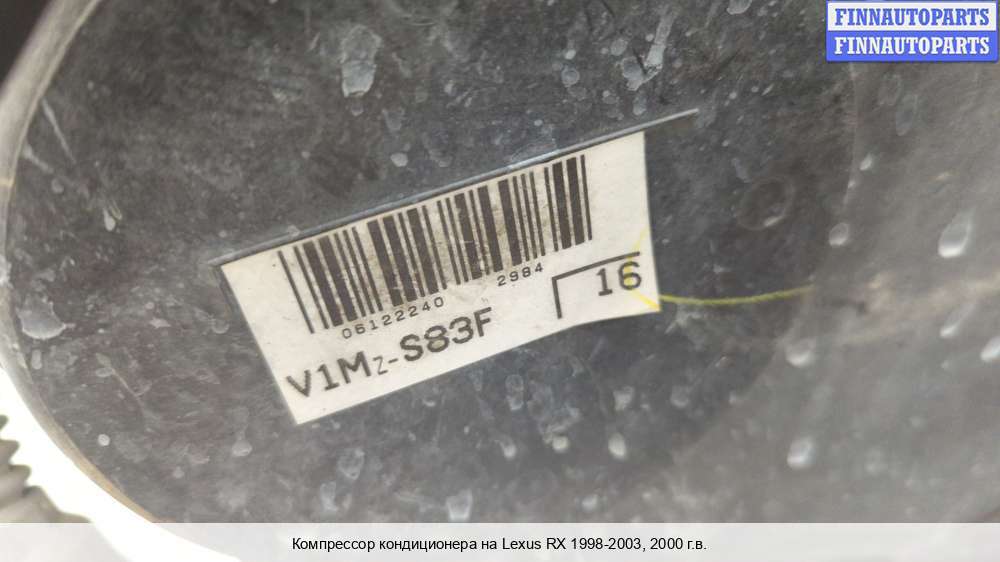 FINNAUTOPARTS
FINNAUTOPARTS
06122240 2984
V1MZ-S83F
16
Компрессор кондиционера на Lexus RX 1998-2003, 2000 г.в.